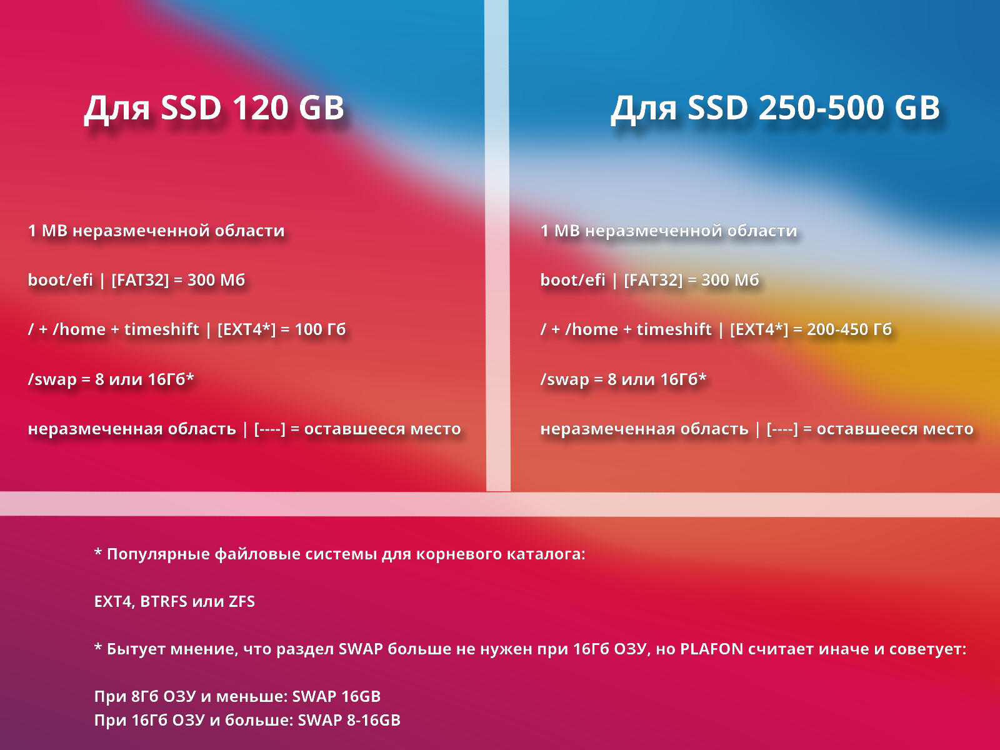 Для SSD 120 GB
1 MB неразмеченной области
boot/efi | [FAT32] = 300 Мб
/ + /home + timeshift | [EXT4*] = 100 Гб
/swap = 8 или 16Гб*
неразмеченная область | [----] = оставшееся место
Для SSD 250-500 GB
1 MB неразмеченной области
boot/efi | [FAT32] = 300 Мб
/ + /home + timeshift | [EXT4*] = 200-450 Гб
/swap = 8 или 16Гб*
неразмеченная область | [----] = оставшееся место
* Популярные файловые системы для корневого каталога:
EXT4, BTRFS или ZFS
* Бытует мнение, что раздел SWAP больше не нужен при 16Гб ОЗУ, но PLAFON считает иначе и советует:
При 8Гб ОЗУ и меньше: SWAP 16GB
При 16Гб ОЗУ и больше: SWAP 8-16GB